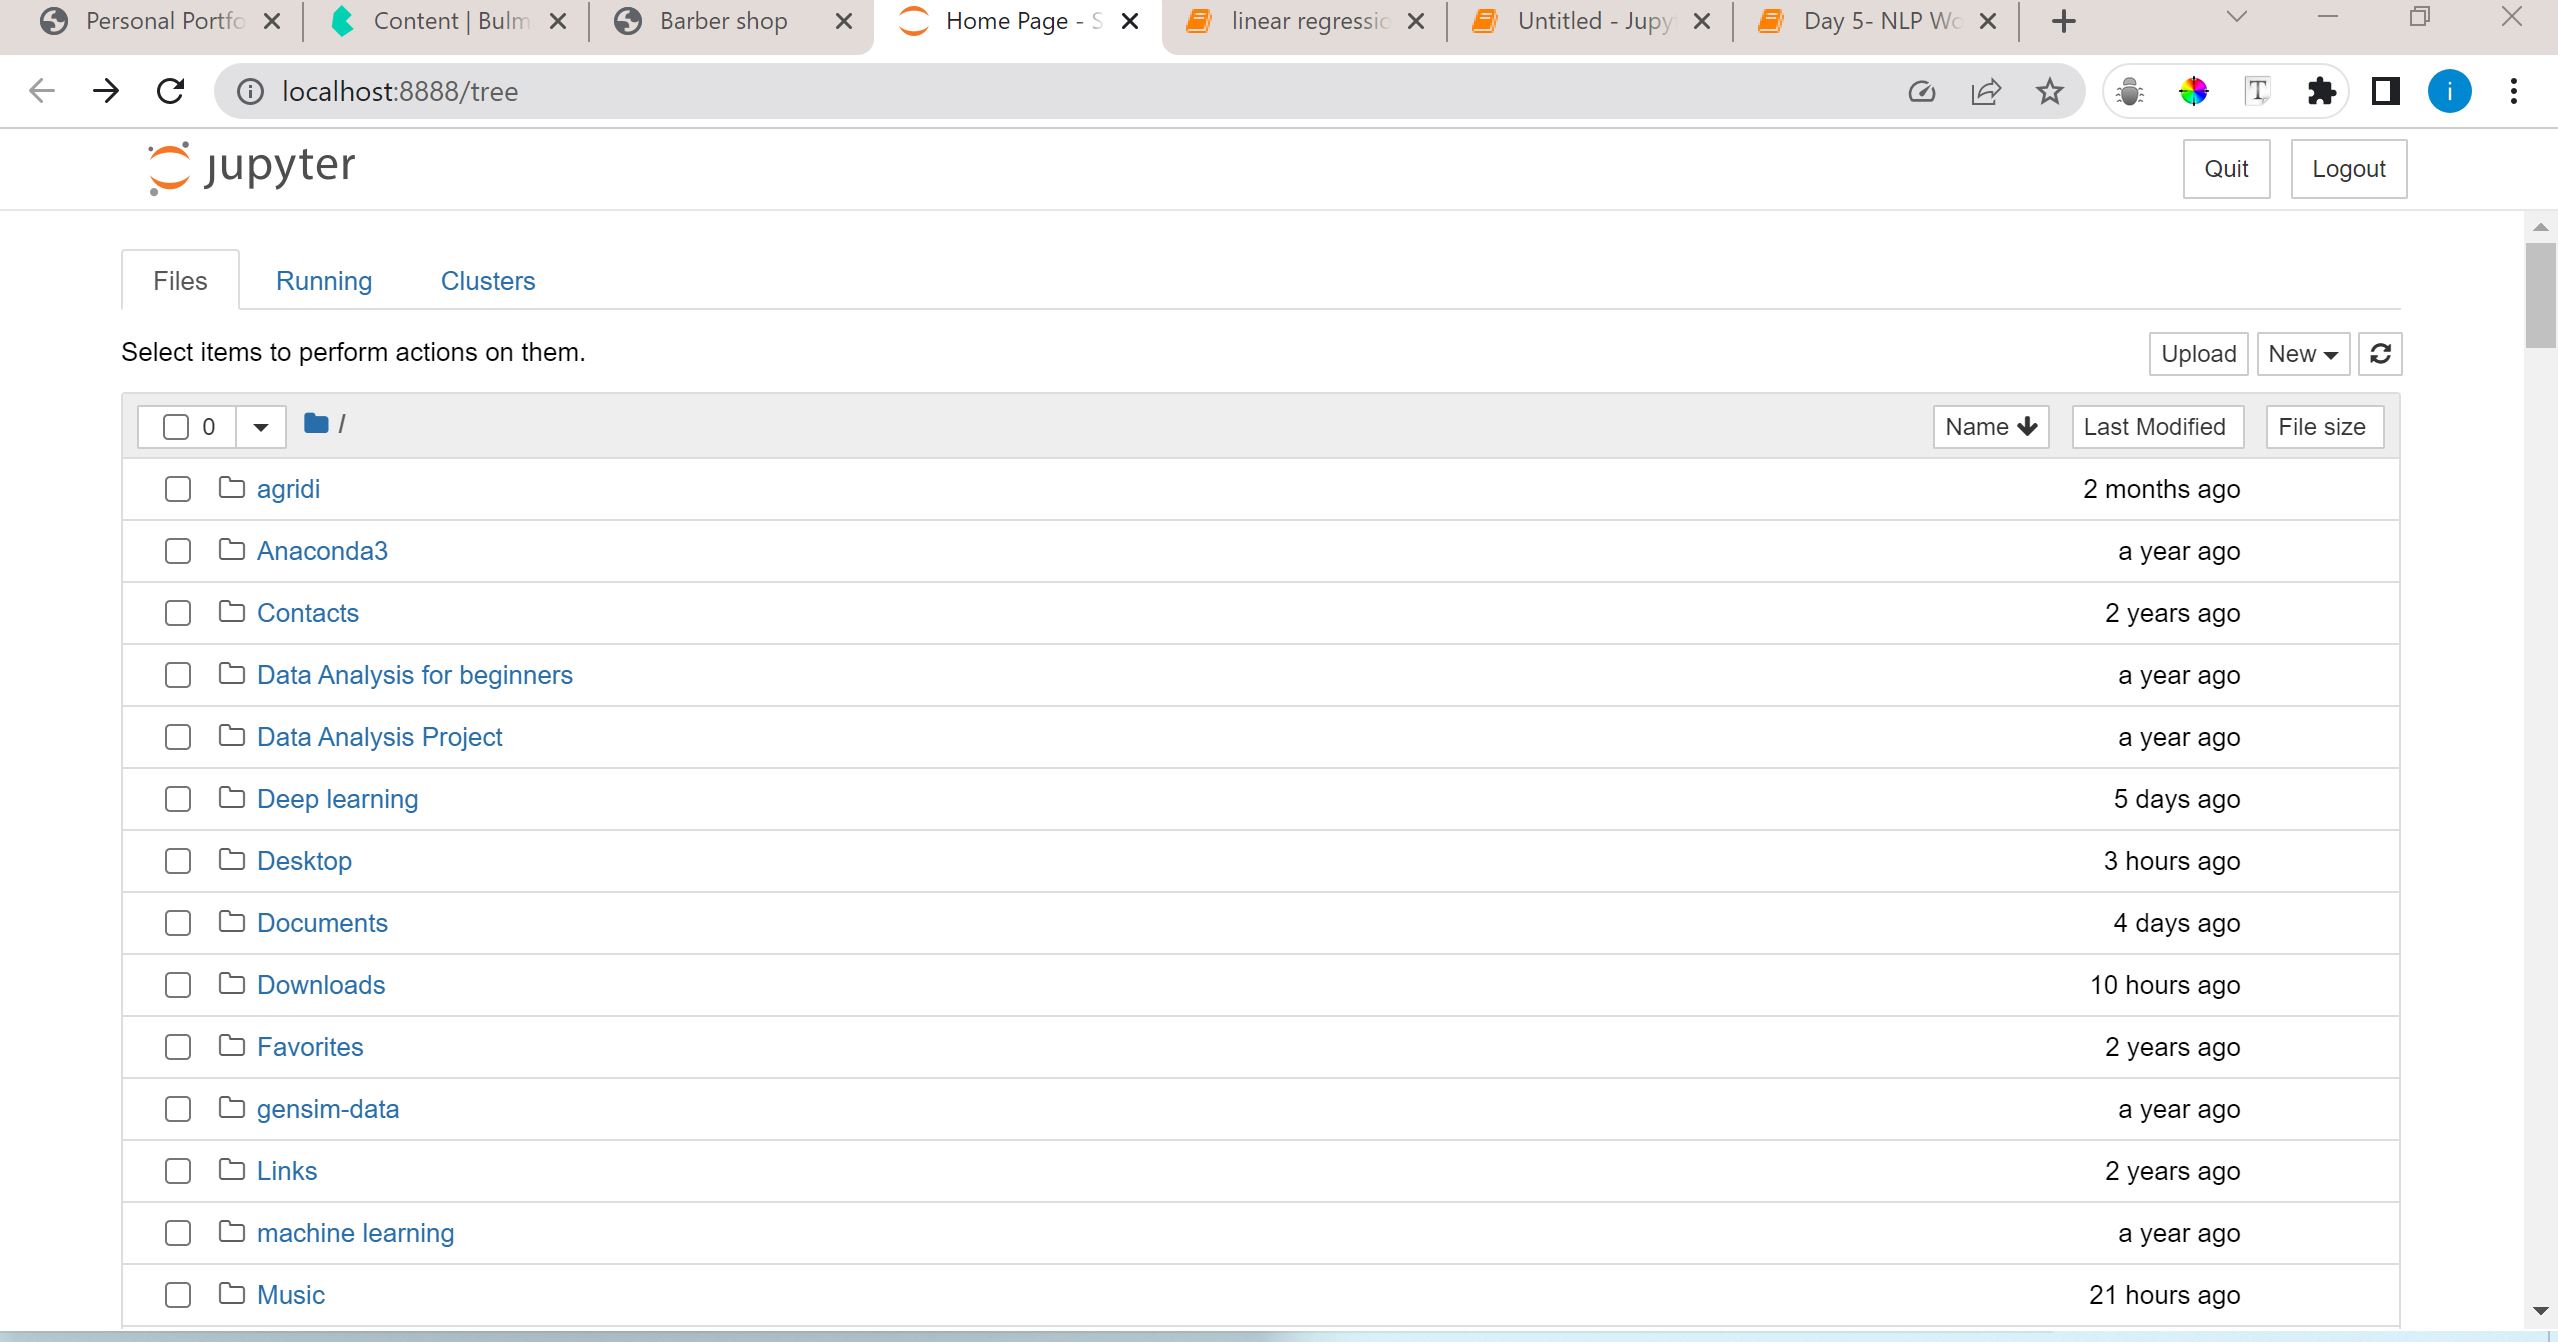 Personal Portfo
Content | Bulm
Barber shop
Home Page - S
linear regressio
Untitled - Jupy
Day 5- NLP Wo
localhost:8888/tree
i
jupyter
Quit
Logout
Files
Running
Clusters
Select items to perform actions on them.
Upload
New
0
/
Name
Last Modified
File size
agridi 2 months ago
Anaconda3 a year ago
Contacts 2 years ago
Data Analysis for beginners a year ago
Data Analysis Project a year ago
Deep learning 5 days ago
Desktop 3 hours ago
Documents 4 days ago
Downloads 10 hours ago
Favorites 2 years ago
gensim-data a year ago
Links 2 years ago
machine learning a year ago
Music 21 hours ago